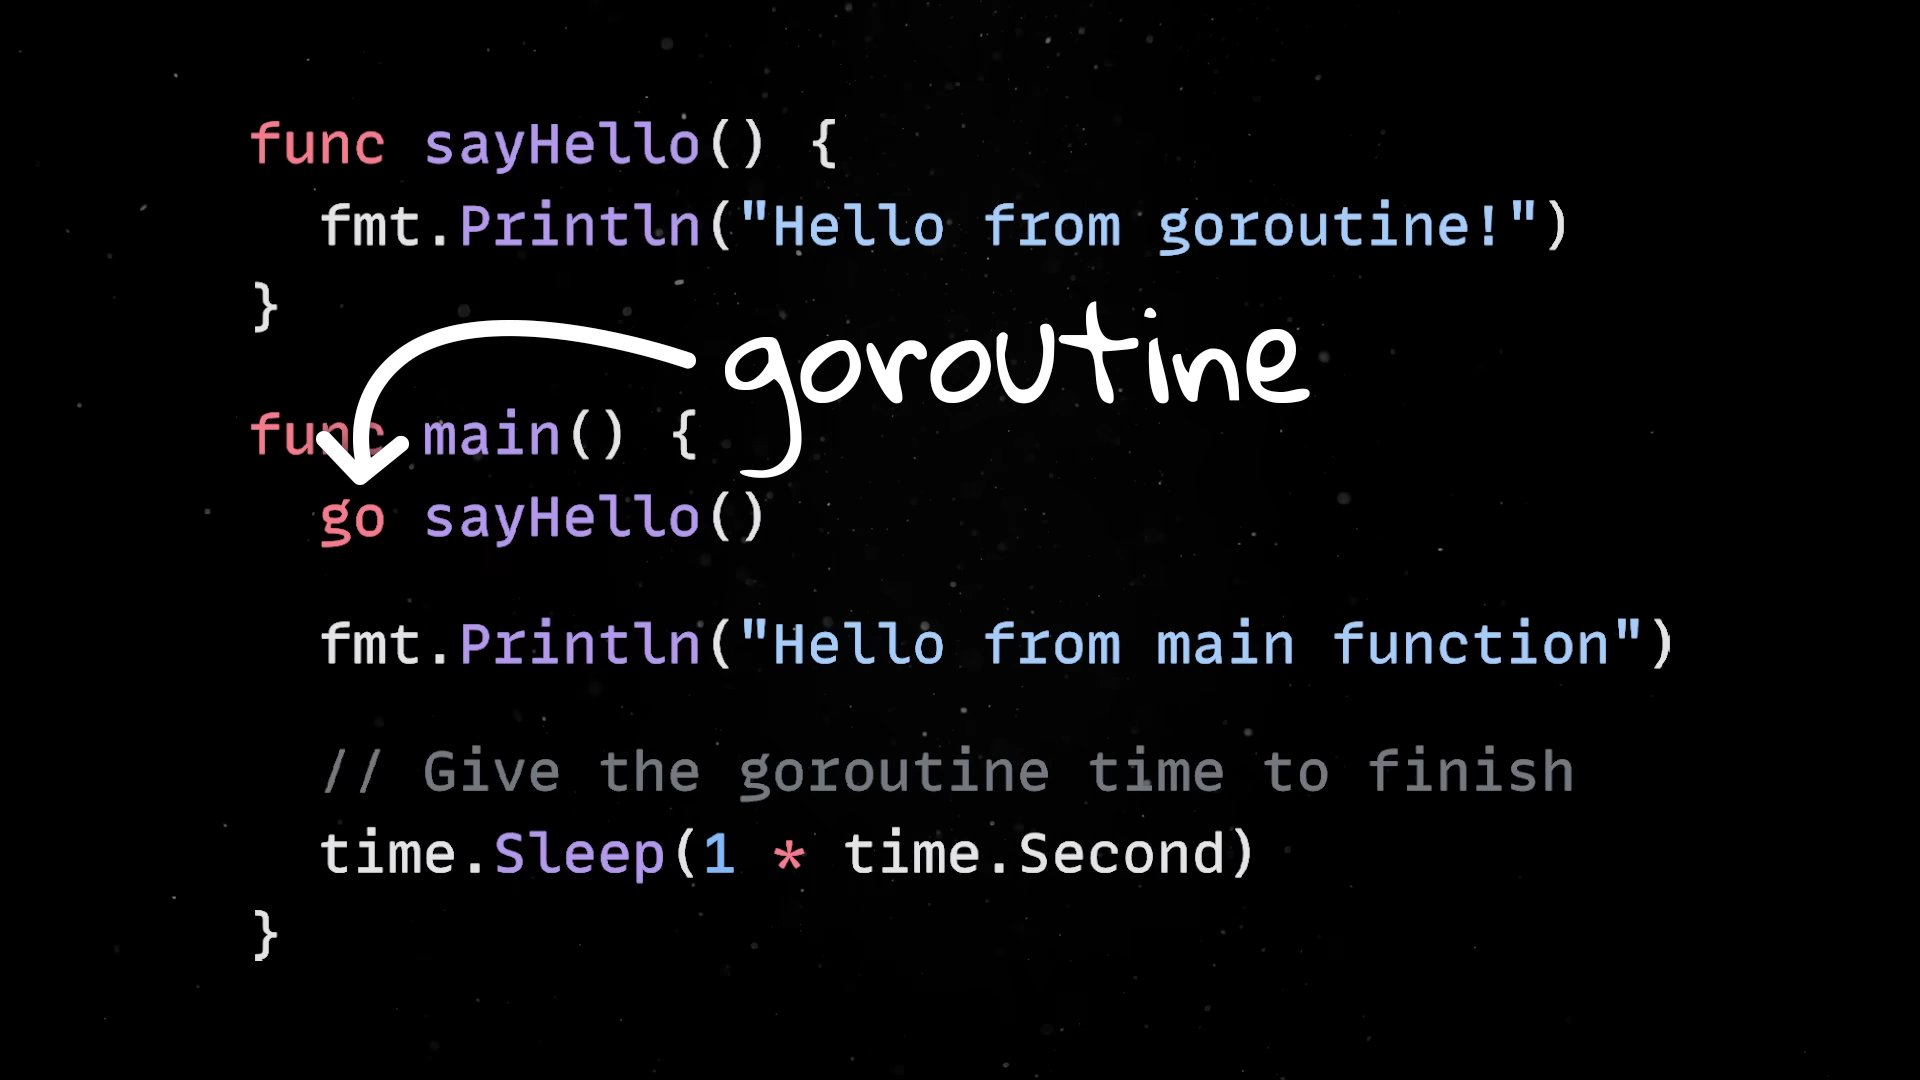 func sayHello() {
  fmt.Println("Hello from goroutine!")
}
goroutine
func main() {
  go sayHello()
  fmt.Println("Hello from main function")
  // Give the goroutine time to finish
  time.Sleep(1 * time.Second)
}